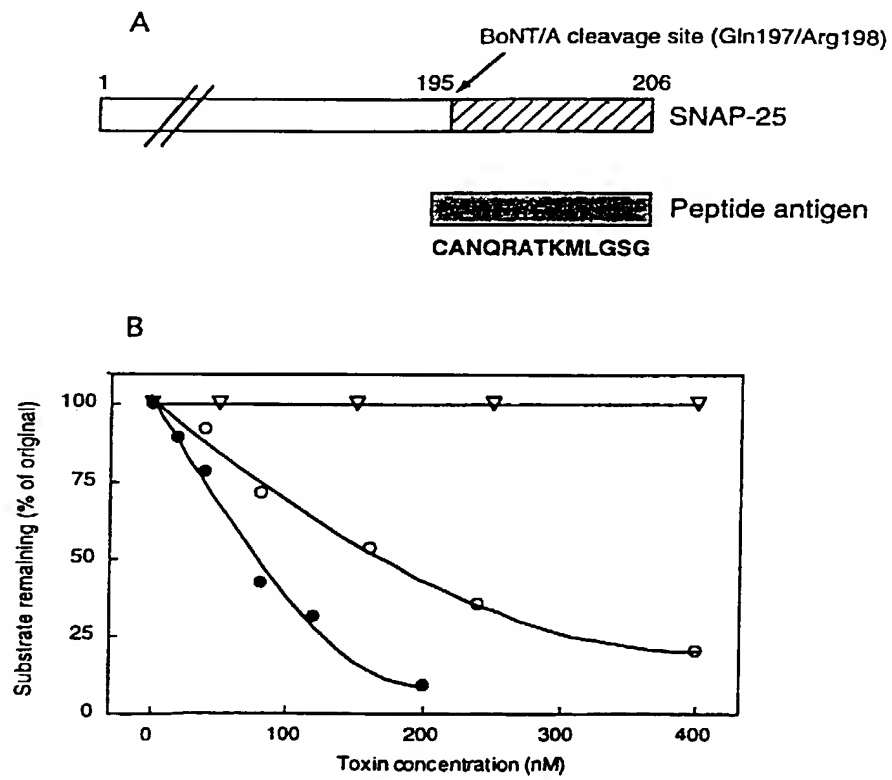 A
BoNT/A cleavage site (Gln197/Arg198)
1 195 206
SNAP-25
Peptide antigen
CANQRATKMLGSG
B
Substrate remaining (% of original)
100
75
50
25
0
0 100 200 300 400
Toxin concentration (nM)